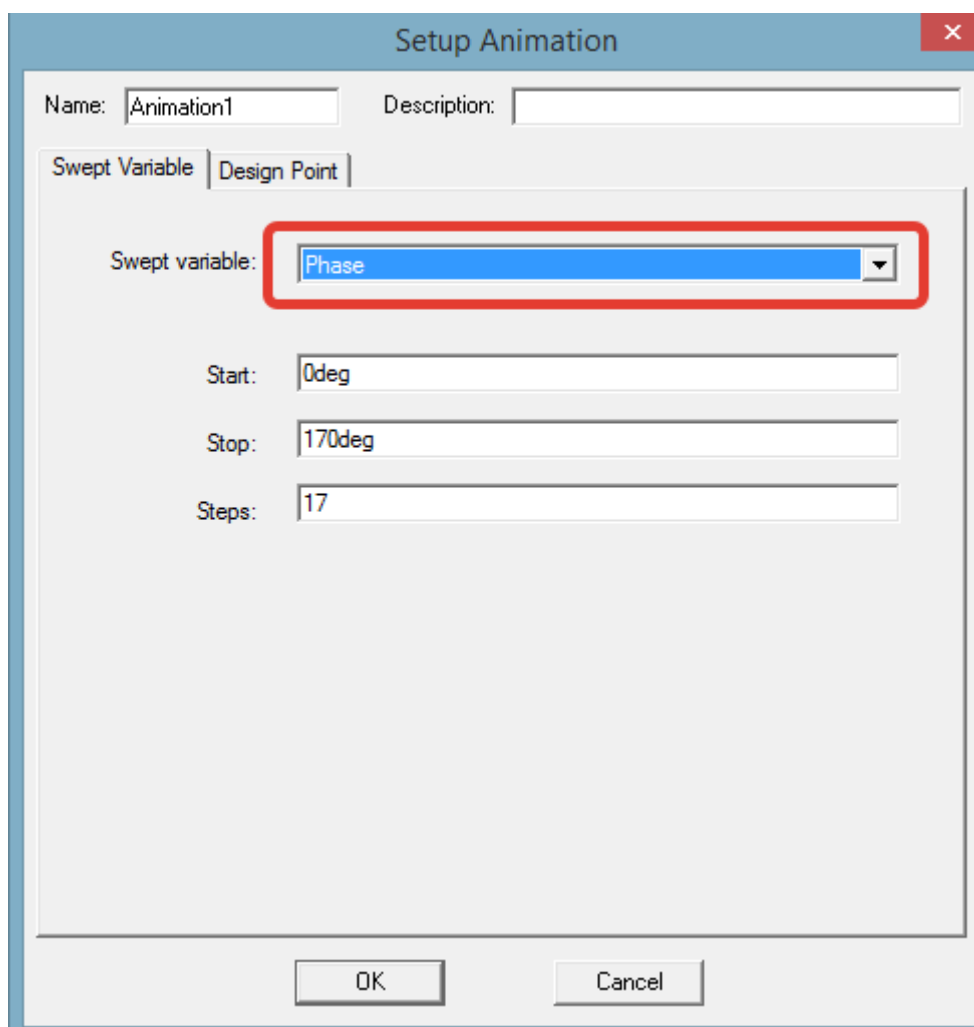 Setup Animation
Name: Animation1 Description:
Swept Variable Design Point
Swept variable: Phase
Start: 0deg
Stop: 170deg
Steps: 17
OK Cancel